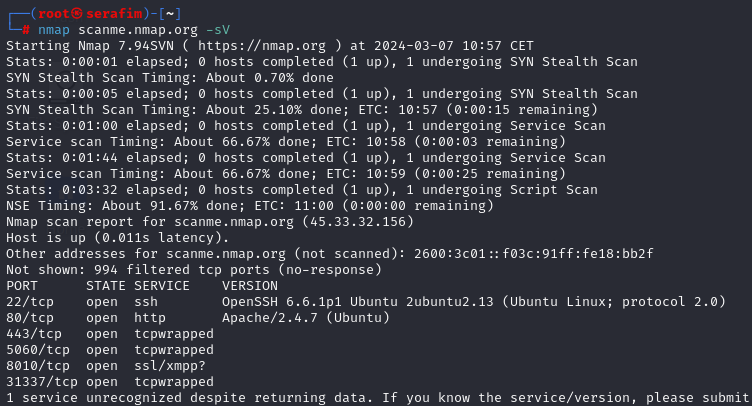 ┌──(root㉿serafim)-[~]
└─# nmap scanme.nmap.org -sV
Starting Nmap 7.94SVN ( https://nmap.org ) at 2024-03-07 10:57 CET
Stats: 0:00:01 elapsed; 0 hosts completed (1 up), 1 undergoing SYN Stealth Scan
SYN Stealth Scan Timing: About 0.70% done
Stats: 0:00:05 elapsed; 0 hosts completed (1 up), 1 undergoing SYN Stealth Scan
SYN Stealth Scan Timing: About 25.10% done; ETC: 10:57 (0:00:15 remaining)
Stats: 0:01:00 elapsed; 0 hosts completed (1 up), 1 undergoing Service Scan
Service scan Timing: About 66.67% done; ETC: 10:58 (0:00:03 remaining)
Stats: 0:01:44 elapsed; 0 hosts completed (1 up), 1 undergoing Service Scan
Service scan Timing: About 66.67% done; ETC: 10:59 (0:00:25 remaining)
Stats: 0:03:32 elapsed; 0 hosts completed (1 up), 1 undergoing Script Scan
NSE Timing: About 91.67% done; ETC: 11:00 (0:00:00 remaining)
Nmap scan report for scanme.nmap.org (45.33.32.156)
Host is up (0.011s latency).
Other addresses for scanme.nmap.org (not scanned): 2600:3c01::f03c:91ff:fe18:bb2f
Not shown: 994 filtered tcp ports (no-response)
PORT      STATE SERVICE    VERSION
22/tcp    open  ssh        OpenSSH 6.6.1p1 Ubuntu 2ubuntu2.13 (Ubuntu Linux; protocol 2.0)
80/tcp    open  http       Apache/2.4.7 (Ubuntu)
443/tcp   open  tcpwrapped
5060/tcp  open  tcpwrapped
8010/tcp  open  ssl/xmpp?
31337/tcp open  tcpwrapped
1 service unrecognized despite returning data. If you know the service/version, please submit